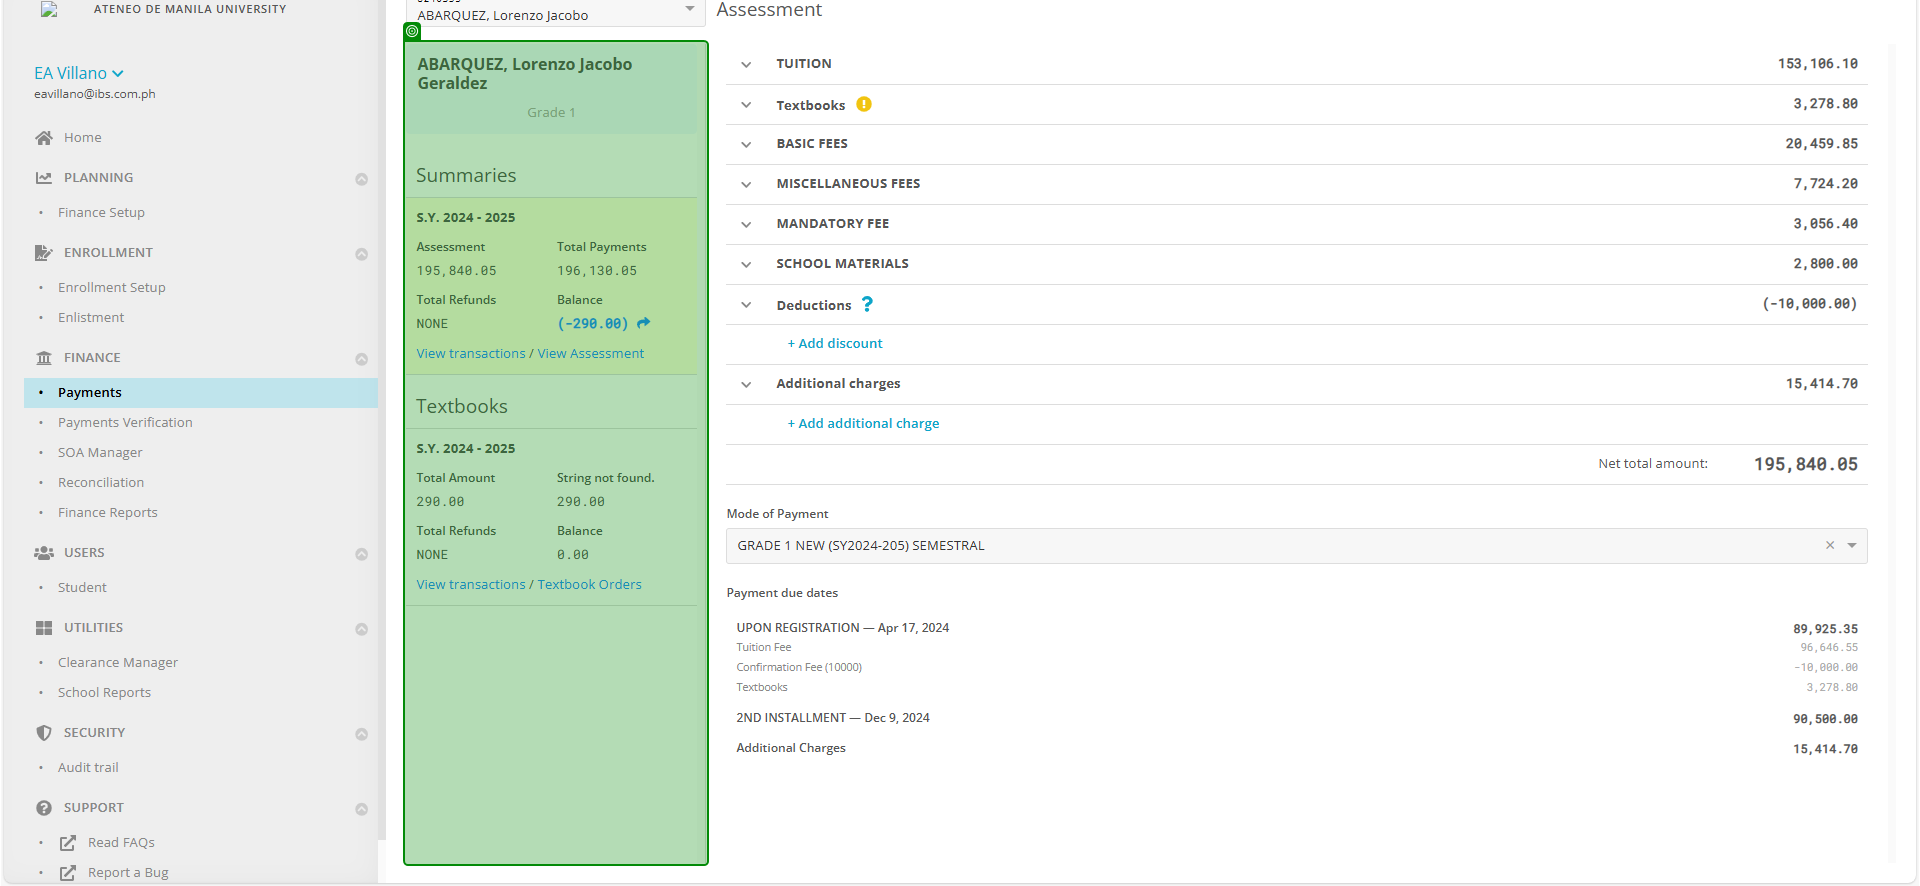 ATENEO DE MANILA UNIVERSITY
EA Villano
eavillano@ibs.com.ph
Home
PLANNING
Finance Setup
ENROLLMENT
Enrollment Setup
Enlistment
FINANCE
Payments
Payments Verification
SOA Manager
Reconciliation
Finance Reports
USERS
Student
UTILITIES
Clearance Manager
School Reports
SECURITY
Audit trail
SUPPORT
Read FAQs
Report a Bug
ABARQUEZ, Lorenzo Jacobo
ABARQUEZ, Lorenzo Jacobo
Geraldez
Grade 1
Summaries
S.Y. 2024 - 2025
Assessment Total Payments
195,840.05 196,130.05
Total Refunds Balance
NONE (-290.00)
View transactions / View Assessment
Textbooks
S.Y. 2024 - 2025
Total Amount String not found.
290.00 290.00
Total Refunds Balance
NONE 0.00
View transactions / Textbook Orders
Assessment
TUITION 153,106.10
Textbooks 3,278.80
BASIC FEES 20,459.85
MISCELLANEOUS FEES 7,724.20
MANDATORY FEE 3,056.40
SCHOOL MATERIALS 2,800.00
Deductions ? (-10,000.00)
+ Add discount
Additional charges 15,414.70
+ Add additional charge
Net total amount: 195,840.05
Mode of Payment
GRADE 1 NEW (SY2024-205) SEMESTRAL
Payment due dates
UPON REGISTRATION — Apr 17, 2024 89,925.35
Tuition Fee 96,646.55
Confirmation Fee (10000) -10,000.00
Textbooks 3,278.80
2ND INSTALLMENT — Dec 9, 2024 90,500.00
Additional Charges 15,414.70